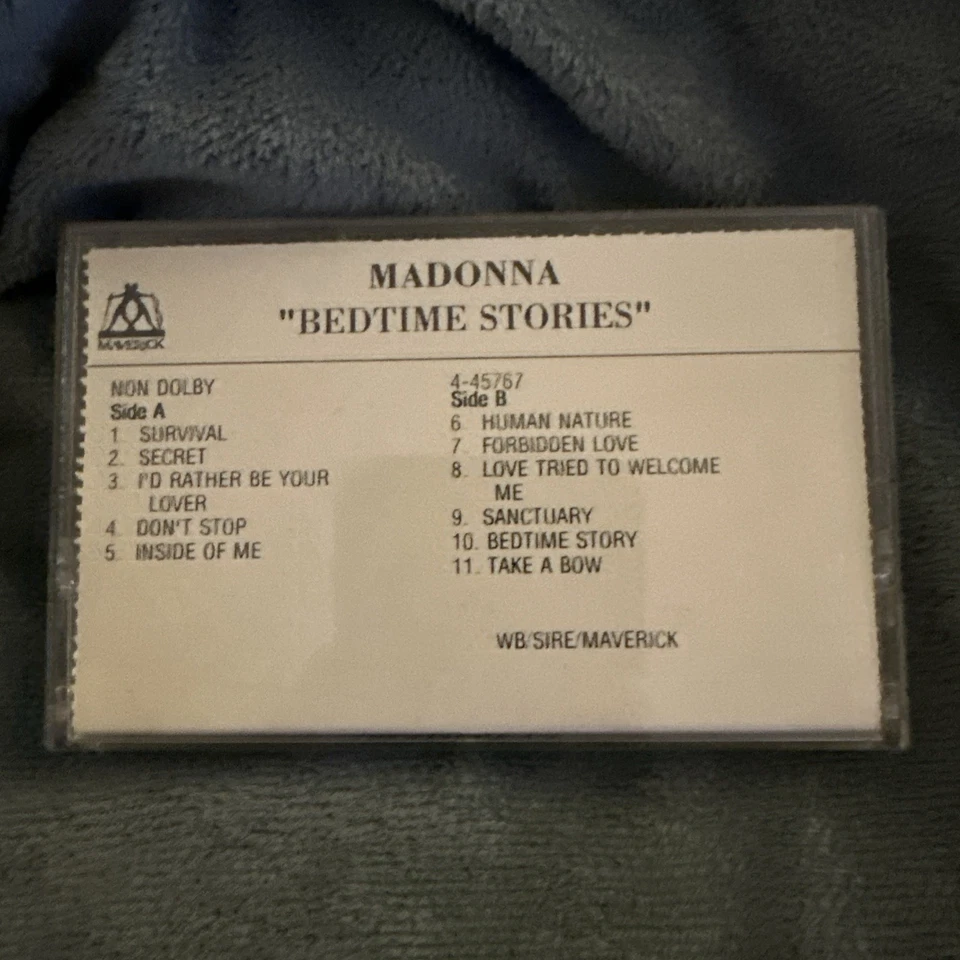 MADONNA
"BEDTIME STORIES"
MAVERICK
NON DOLBY
Side A
1. SURVIVAL
2. SECRET
3. I'D RATHER BE YOUR
LOVER
4. DON'T STOP
5. INSIDE OF ME
4-45767
Side B
6. HUMAN NATURE
7. FORBIDDEN LOVE
8. LOVE TRIED TO WELCOME
ME
9. SANCTUARY
10. BEDTIME STORY
11. TAKE A BOW
WB/SIRE/MAVERICK